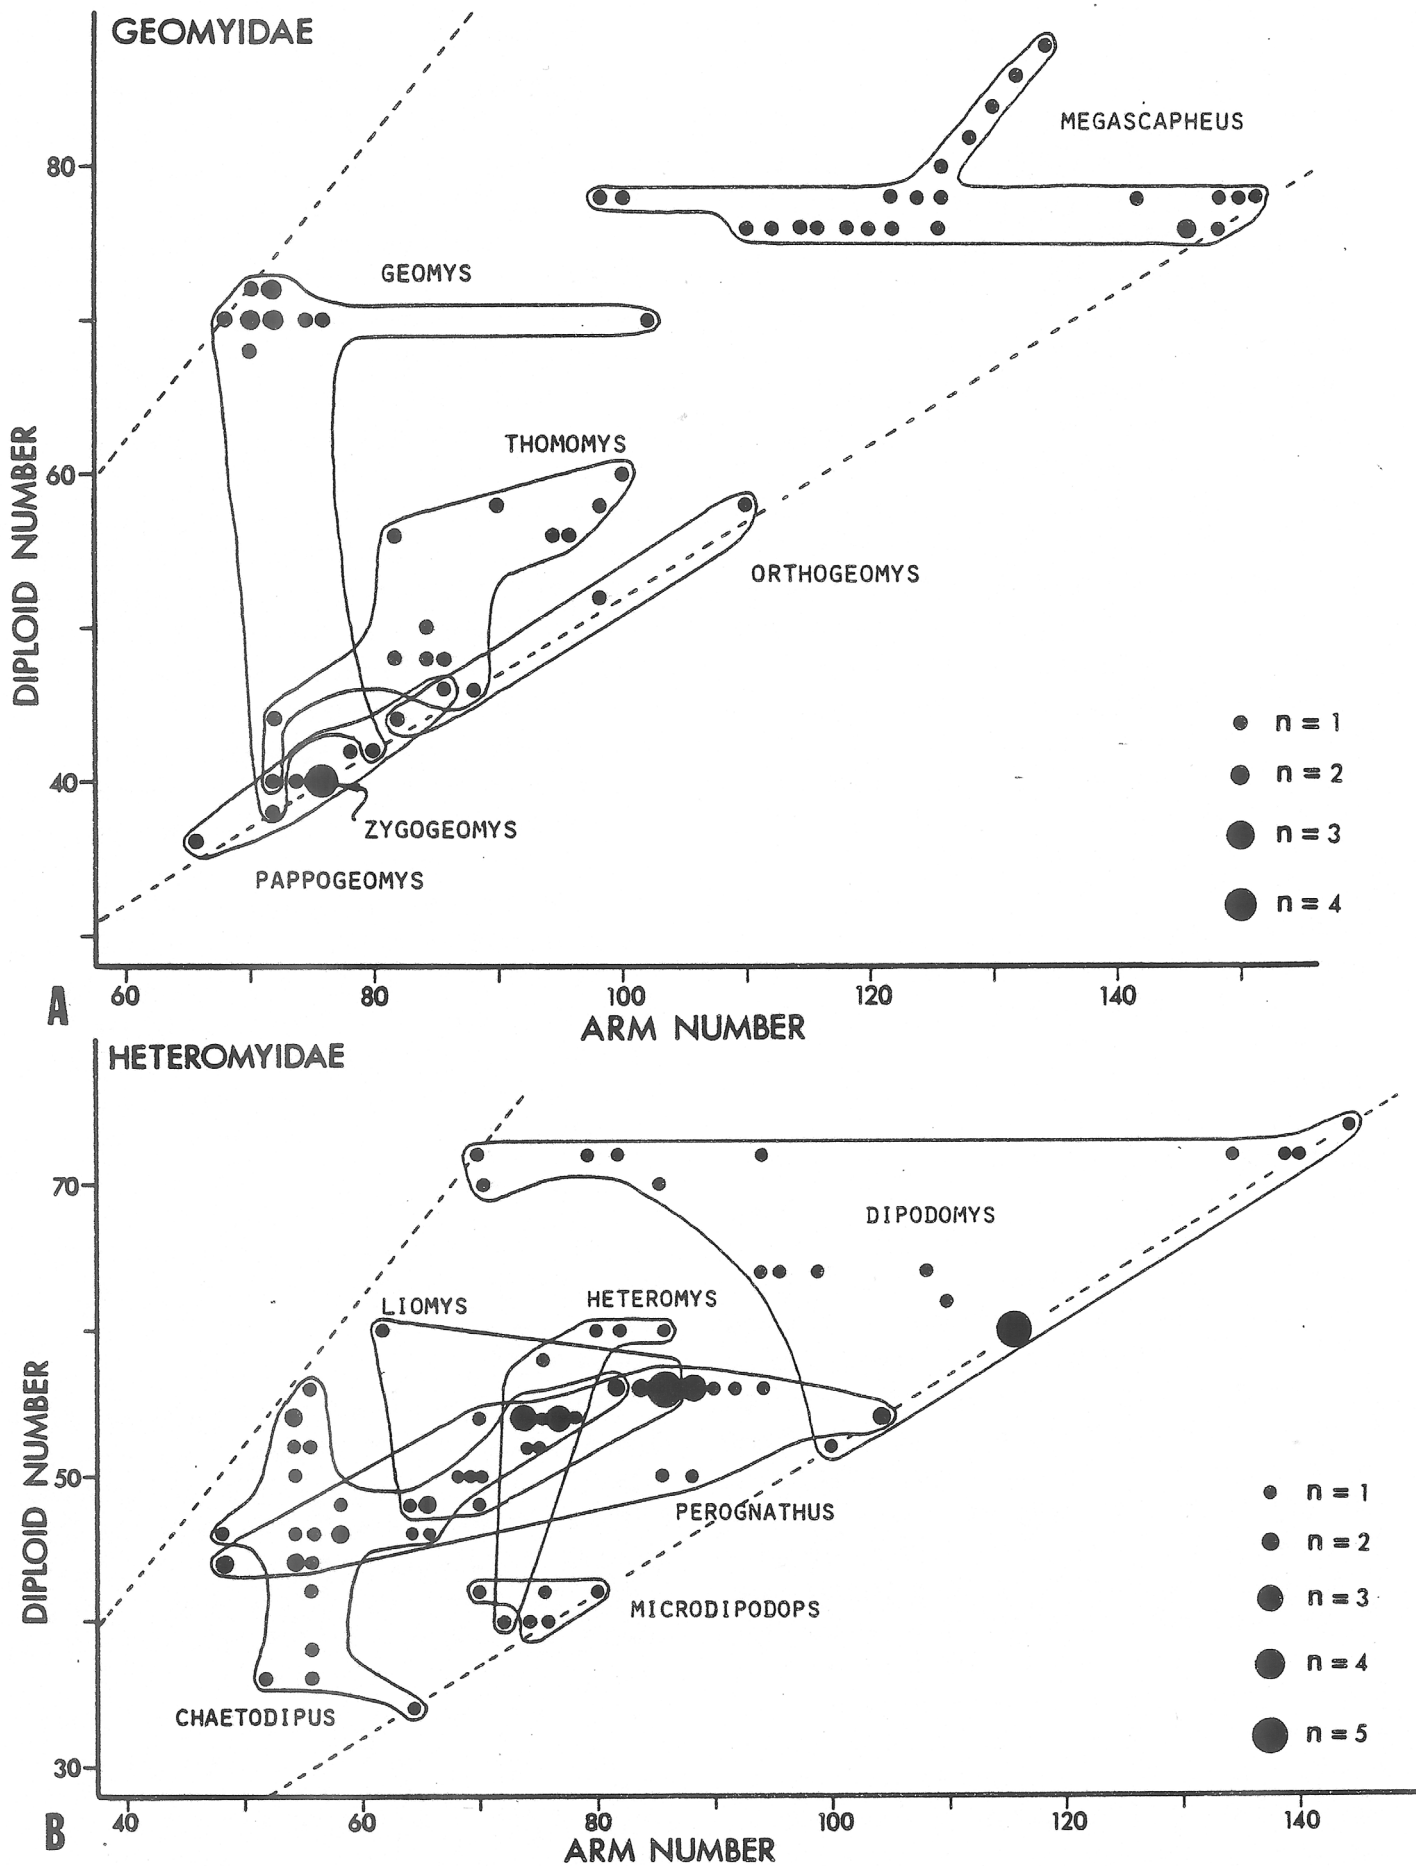 GEOMYIDAE
MEGASCAPHEUS
80
GEOMYS
THOMOMYS
60
ORTHOGEOMYS
DIPLOID NUMBER
n = 1
n = 2
40
ZYGOGEOMYS
n = 3
PAPPOGEOMYS
n = 4
60 80 100 120 140
A
ARM NUMBER
HETEROMYIDAE
70
DIPODOMYS
LIOMYS
HETEROMYS
DIPLOID NUMBER
50
PEROGNATHUS
n = 1
n = 2
MICRODIPODOPS
n = 3
n = 4
CHAETODIPUS
n = 5
30
40 60 80 100 120 140
B
ARM NUMBER